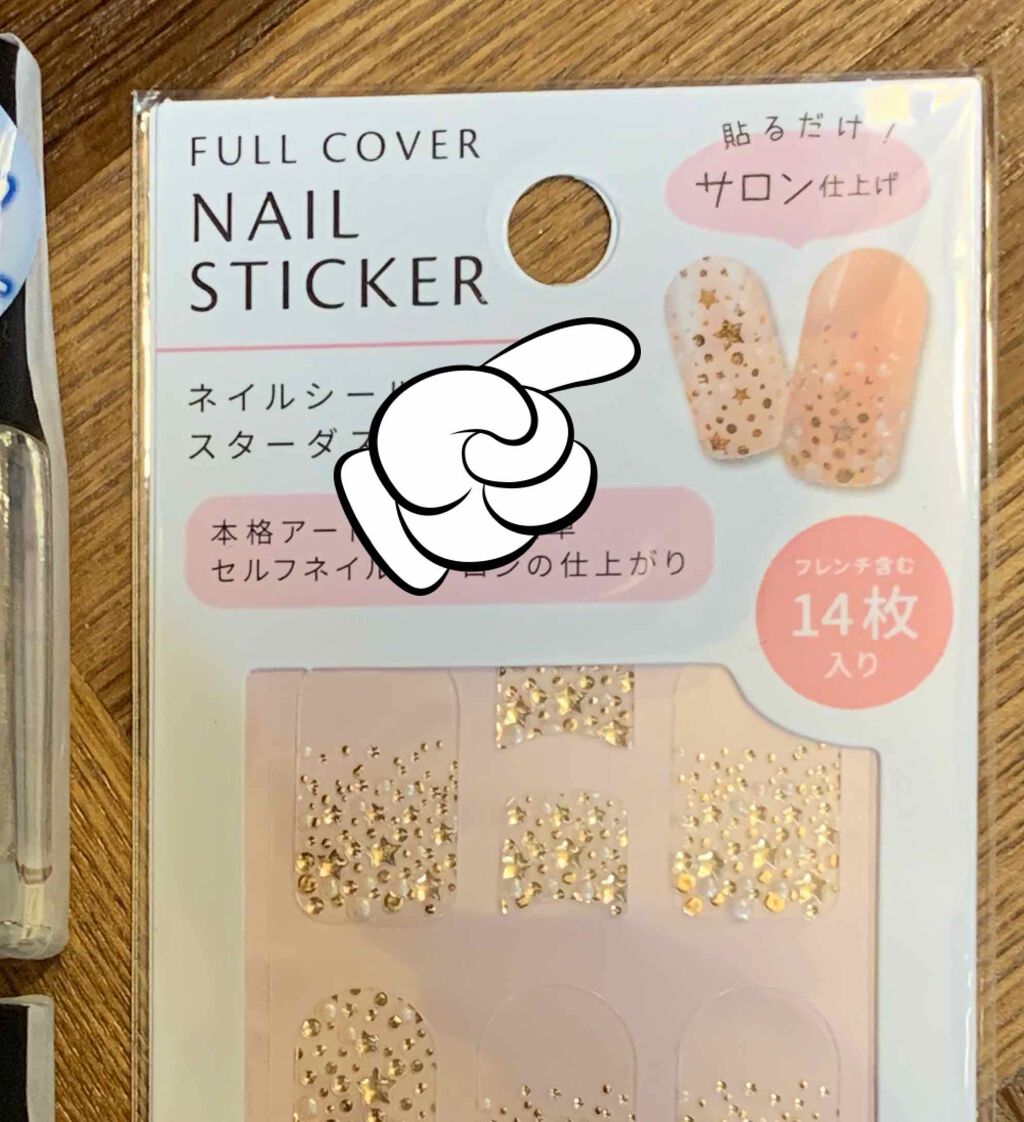 FULL COVER
NAIL
STICKER
貼るだけ!
サロン仕上げ
ネイルシー
スターダ
本格アート
セルフネイル ロンの仕上がり
フレンチ含む
14枚
入り